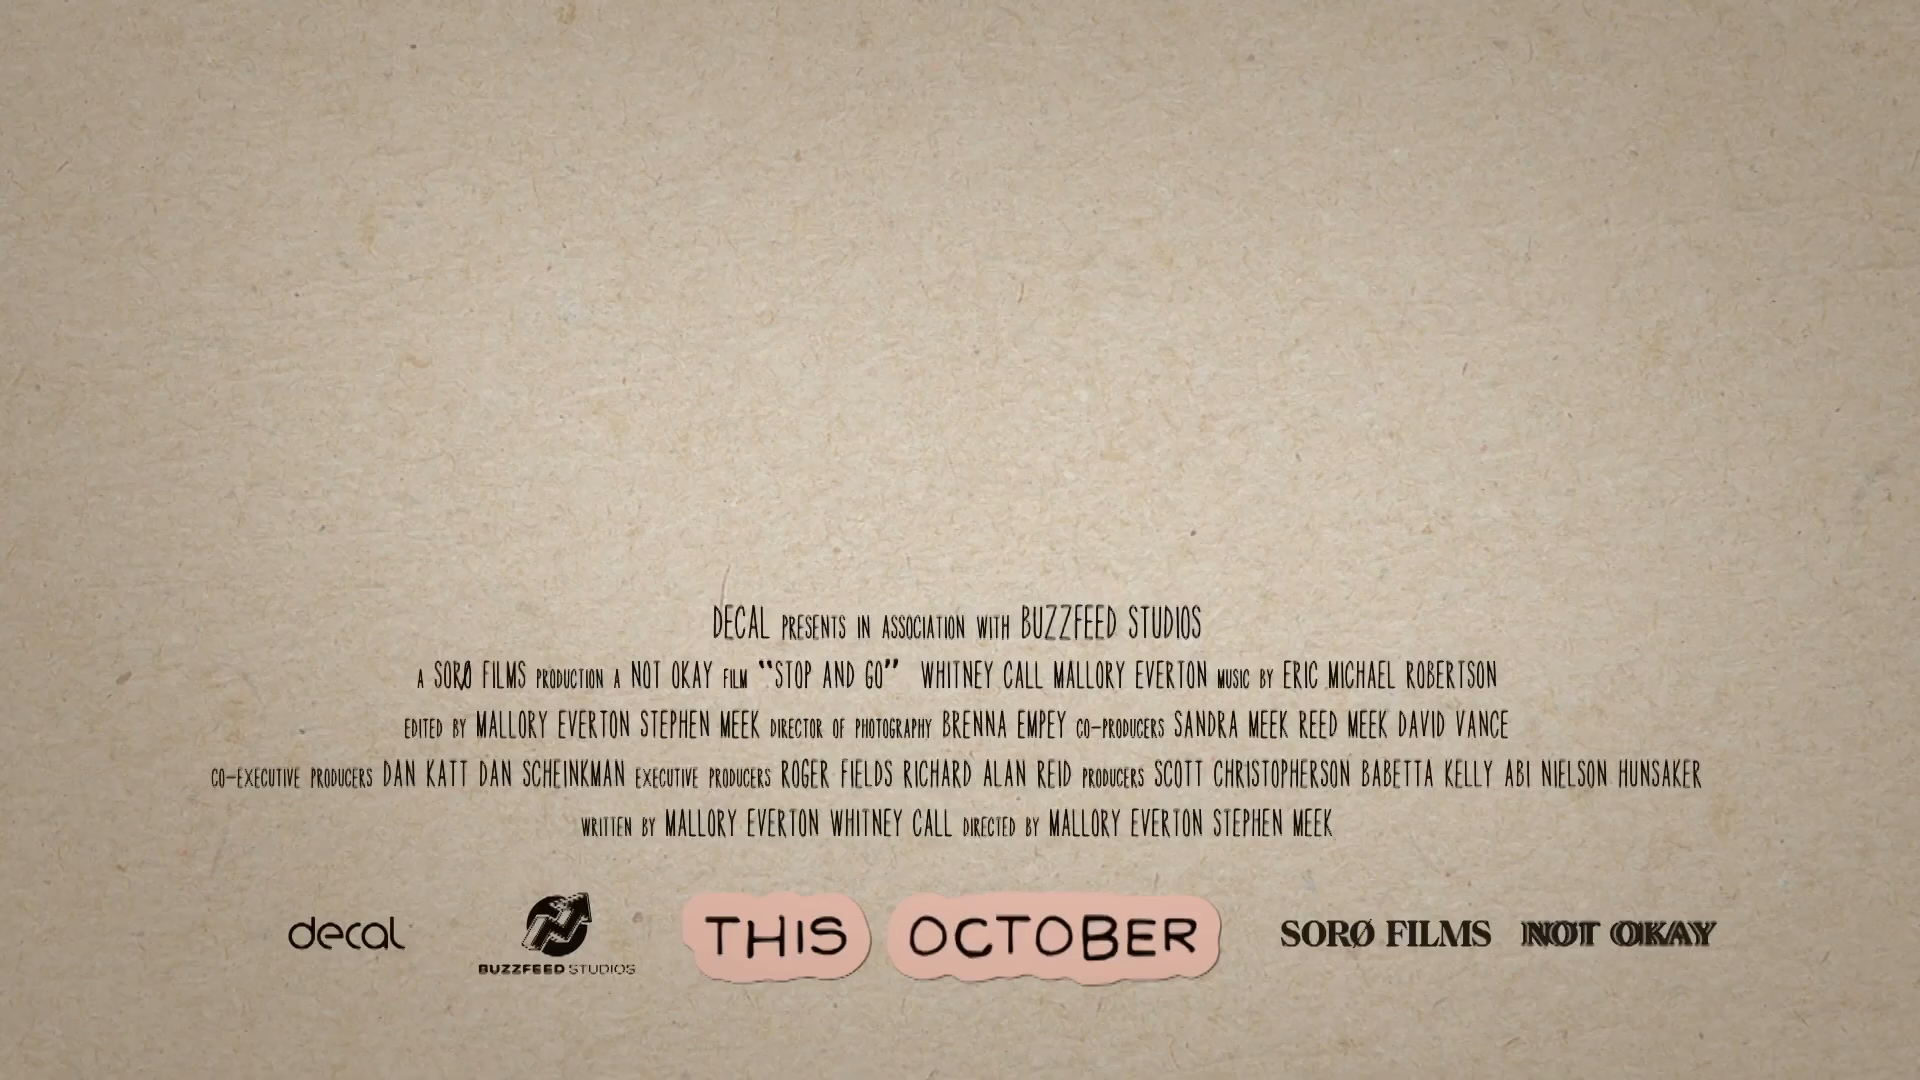 DECAL PRESENTS IN ASSOCIATION WITH BUZZFEED STUDIOS
A SORØ FILMS PRODUCTION A NOT OKAY FILM “STOP AND GO” WHITNEY CALL MALLORY EVERTON MUSIC BY ERIC MICHAEL ROBERTSON
EDITED BY MALLORY EVERTON STEPHEN MEEK DIRECTOR OF PHOTOGRAPHY BRENNA EMPEY CO-PRODUCERS SANDRA MEEK REED MEEK DAVID VANCE
CO-EXECUTIVE PRODUCERS DAN KATT DAN SCHEINKMAN EXECUTIVE PRODUCERS ROGER FIELDS RICHARD ALAN REID PRODUCERS SCOTT CHRISTOPHERSON BABETTA KELLY ABI NIELSON HUNSAKER
WRITTEN BY MALLORY EVERTON WHITNEY CALL DIRECTED BY MALLORY EVERTON STEPHEN MEEK
decal BUZZFEED STUDIOS THIS OCTOBER SORØ FILMS NOT OKAY